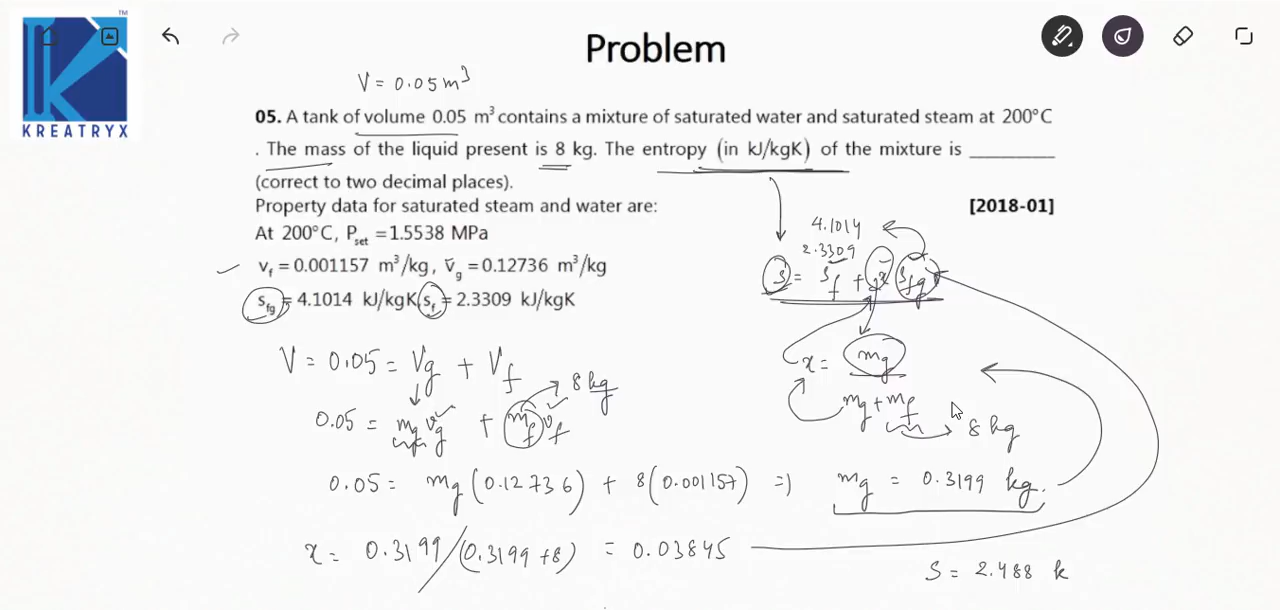 TM
KREATRYX
Problem
V = 0.05 m³
05. A tank of volume 0.05 m³ contains a mixture of saturated water and saturated steam at 200°C
. The mass of the liquid present is 8 kg. The entropy (in kJ/kgK) of the mixture is ________
(correct to two decimal places).
Property data for saturated steam and water are:
[2018-01]
At 200°C, Pset =1.5538 MPa
vf = 0.001157 m³/kg, v̄g =0.12736 m³/kg
sfg = 4.1014 kJ/kgK sf = 2.3309 kJ/kgK
4.1014
2.3309
s = sf + x sfg
V = 0.05 = Vg + Vf
8 kg
0.05 = mg vg + mf vf
x = mg
mg + mf
8 kg
0.05 = mg (0.12736) + 8(0.001157) => mg = 0.3199 kg.
x = 0.3199/(0.3199+8) = 0.03845
S = 2.488 k